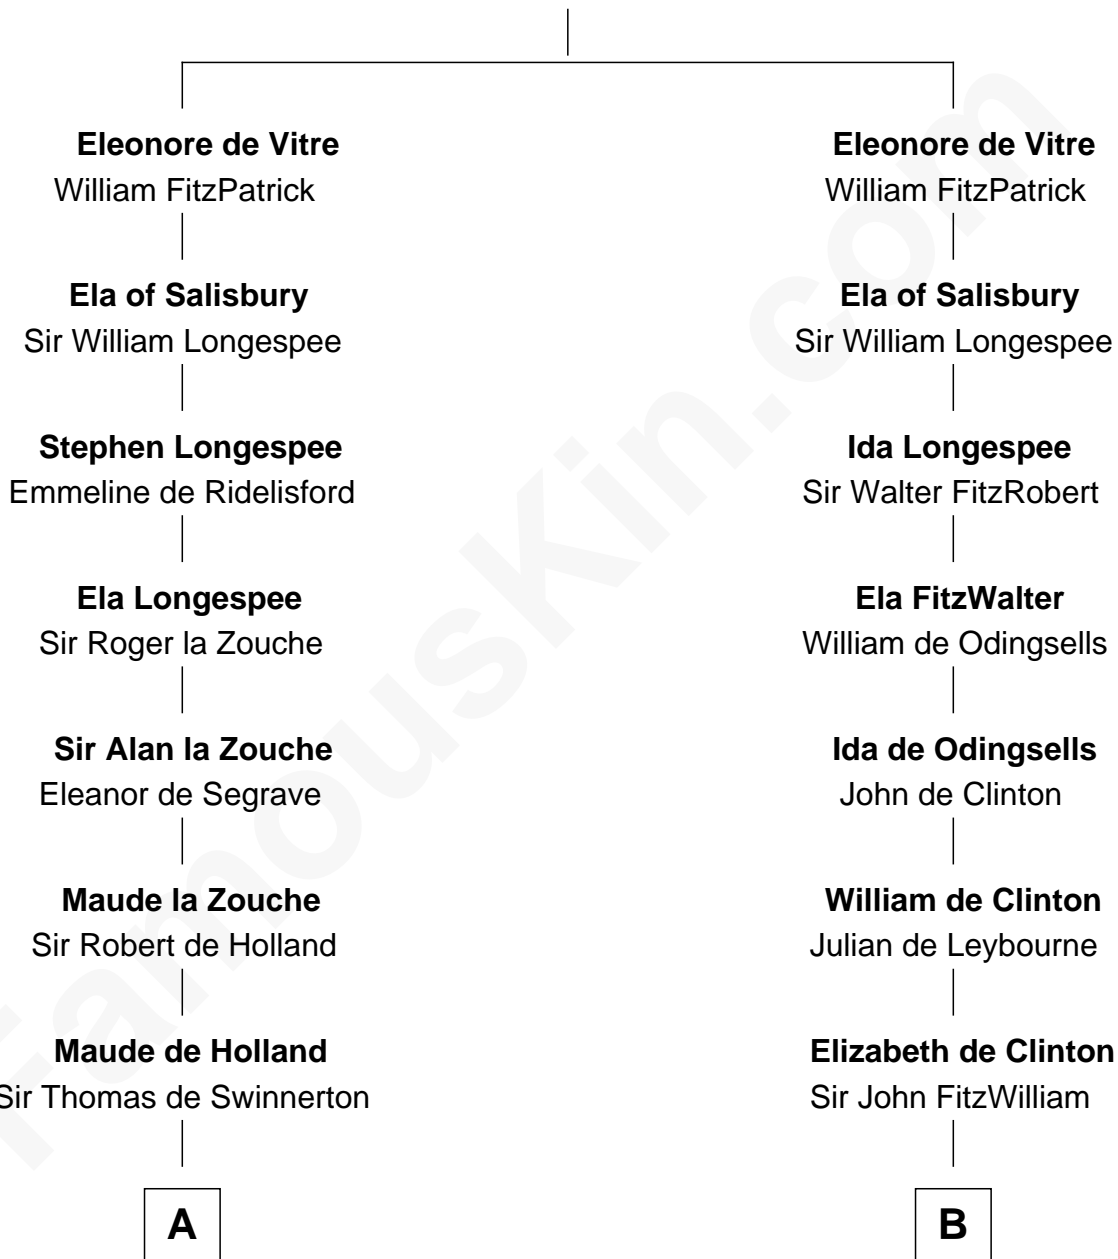 Eleonore de Vitre
William FitzPatrick
Ela of Salisbury
Sir William Longespee
Stephen Longespee
Emmeline de Ridelisford
Ela Longespee
Sir Roger la Zouche
Sir Alan la Zouche
Eleanor de Segrave
Maude la Zouche
Sir Robert de Holland
Maude de Holland
Sir Thomas de Swinnerton
A
Eleonore de Vitre
William FitzPatrick
Ela of Salisbury
Sir William Longespee
Ida Longespee
Sir Walter FitzRobert
Ela FitzWalter
William de Odingsells
Ida de Odingsells
John de Clinton
William de Clinton
Julian de Leybourne
Elizabeth de Clinton
Sir John FitzWilliam
B
FamousKin.com